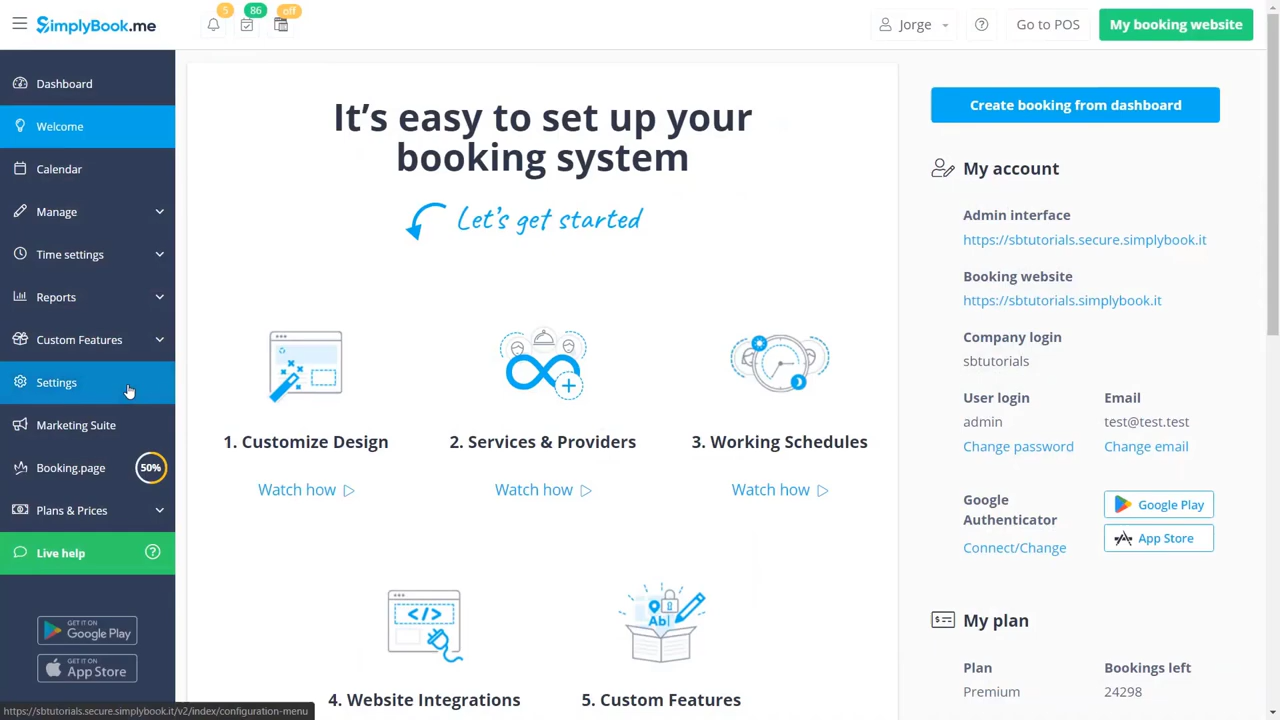 SimplyBook.me
5
86
off
Jorge
Go to POS
My booking website
Dashboard
Welcome
Calendar
Manage
Time settings
Reports
Custom Features
Settings
Marketing Suite
Booking.page
50%
Plans & Prices
Live help
GET IT ON
Google Play
GET IT ON
App Store
It’s easy to set up your
booking system
Let’s get started
1. Customize Design
Watch how
2. Services & Providers
Watch how
3. Working Schedules
Watch how
</>
4. Website Integrations
Ab
5. Custom Features
Create booking from dashboard
My account
Admin interface
https://sbtutorials.secure.simplybook.it
Booking website
https://sbtutorials.simplybook.it
Company login
sbtutorials
User login
Email
admin
test@test.test
Change password
Change email
Google
Authenticator
Connect/Change
Google Play
App Store
My plan
Plan
Bookings left
Premium
24298
https://sbtutorials.secure.simplybook.it/v2/index/configuration-menu